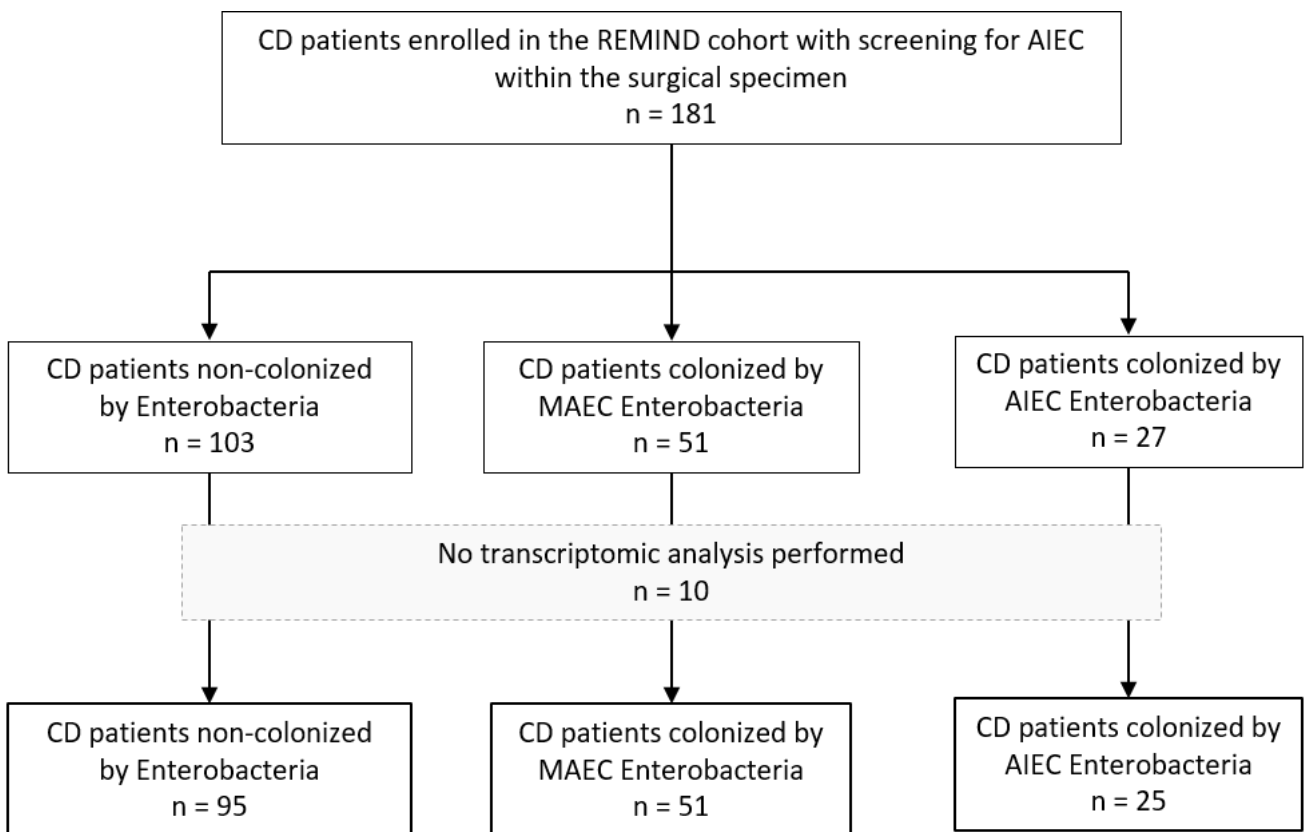 CD patients enrolled in the REMIND cohort with screening for AIEC
within the surgical specimen
n = 181
CD patients non-colonized
by Enterobacteria
n = 103
CD patients colonized by
MAEC Enterobacteria
n = 51
CD patients colonized by
AIEC Enterobacteria
n = 27
No transcriptomic analysis performed
n = 10
CD patients non-colonized
by Enterobacteria
n = 95
CD patients colonized by
MAEC Enterobacteria
n = 51
CD patients colonized by
AIEC Enterobacteria
n = 25